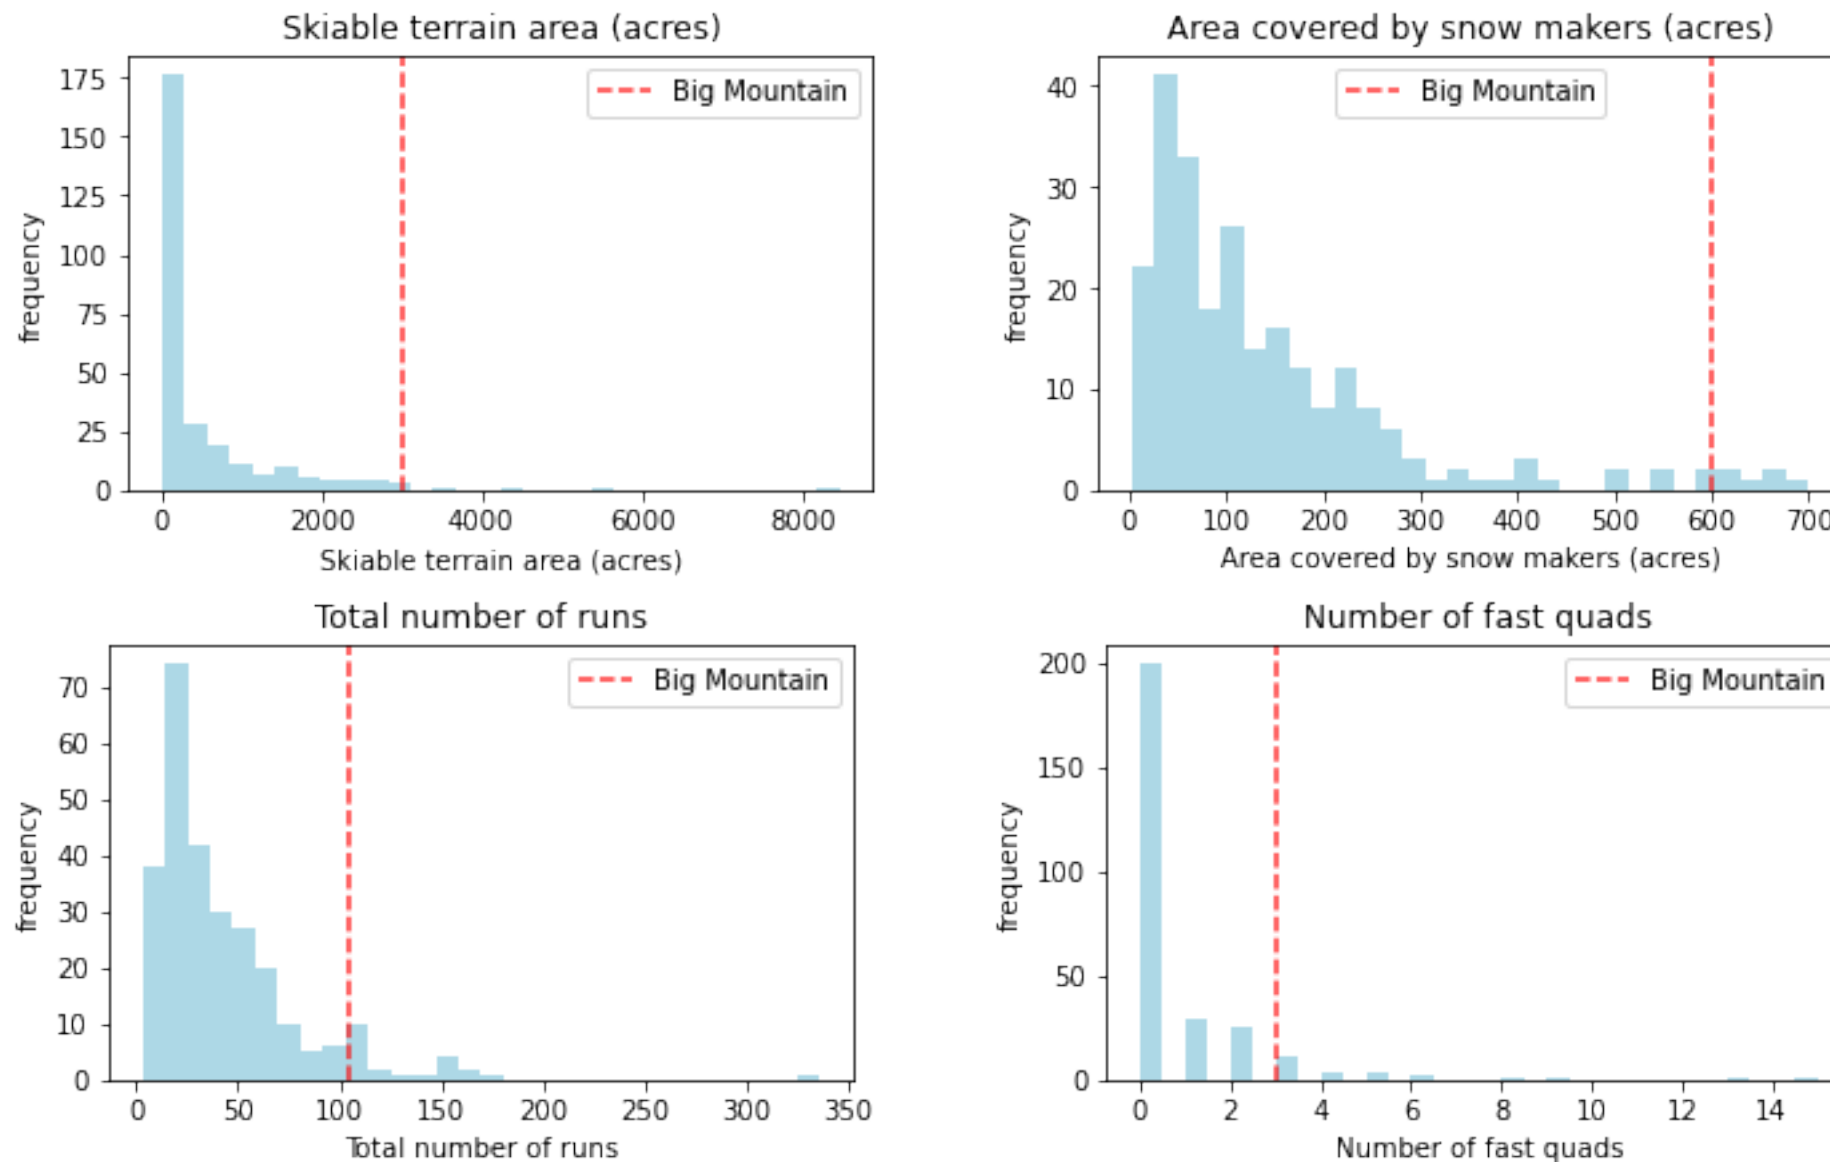 Skiable terrain area (acres)
175
150
125
100
75
50
25
0
frequency
Big Mountain
0 2000 4000 6000 8000
Skiable terrain area (acres)
Area covered by snow makers (acres)
40
30
20
10
0
frequency
Big Mountain
0 100 200 300 400 500 600 700
Area covered by snow makers (acres)
Total number of runs
70
60
50
40
30
20
10
0
frequency
Big Mountain
0 50 100 150 200 250 300 350
Total number of runs
Number of fast quads
200
150
100
50
0
frequency
Big Mountain
0 2 4 6 8 10 12 14
Number of fast quads